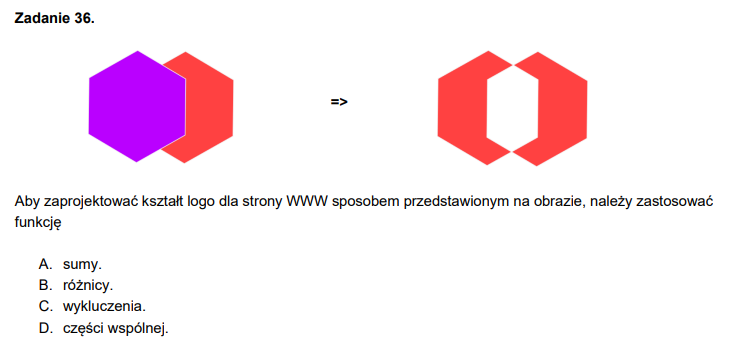 Zadanie 36.
=>
Aby zaprojektować kształt logo dla strony WWW sposobem przedstawionym na obrazie, należy zastosować
funkcję
A. sumy.
B. różnicy.
C. wykluczenia.
D. części wspólnej.